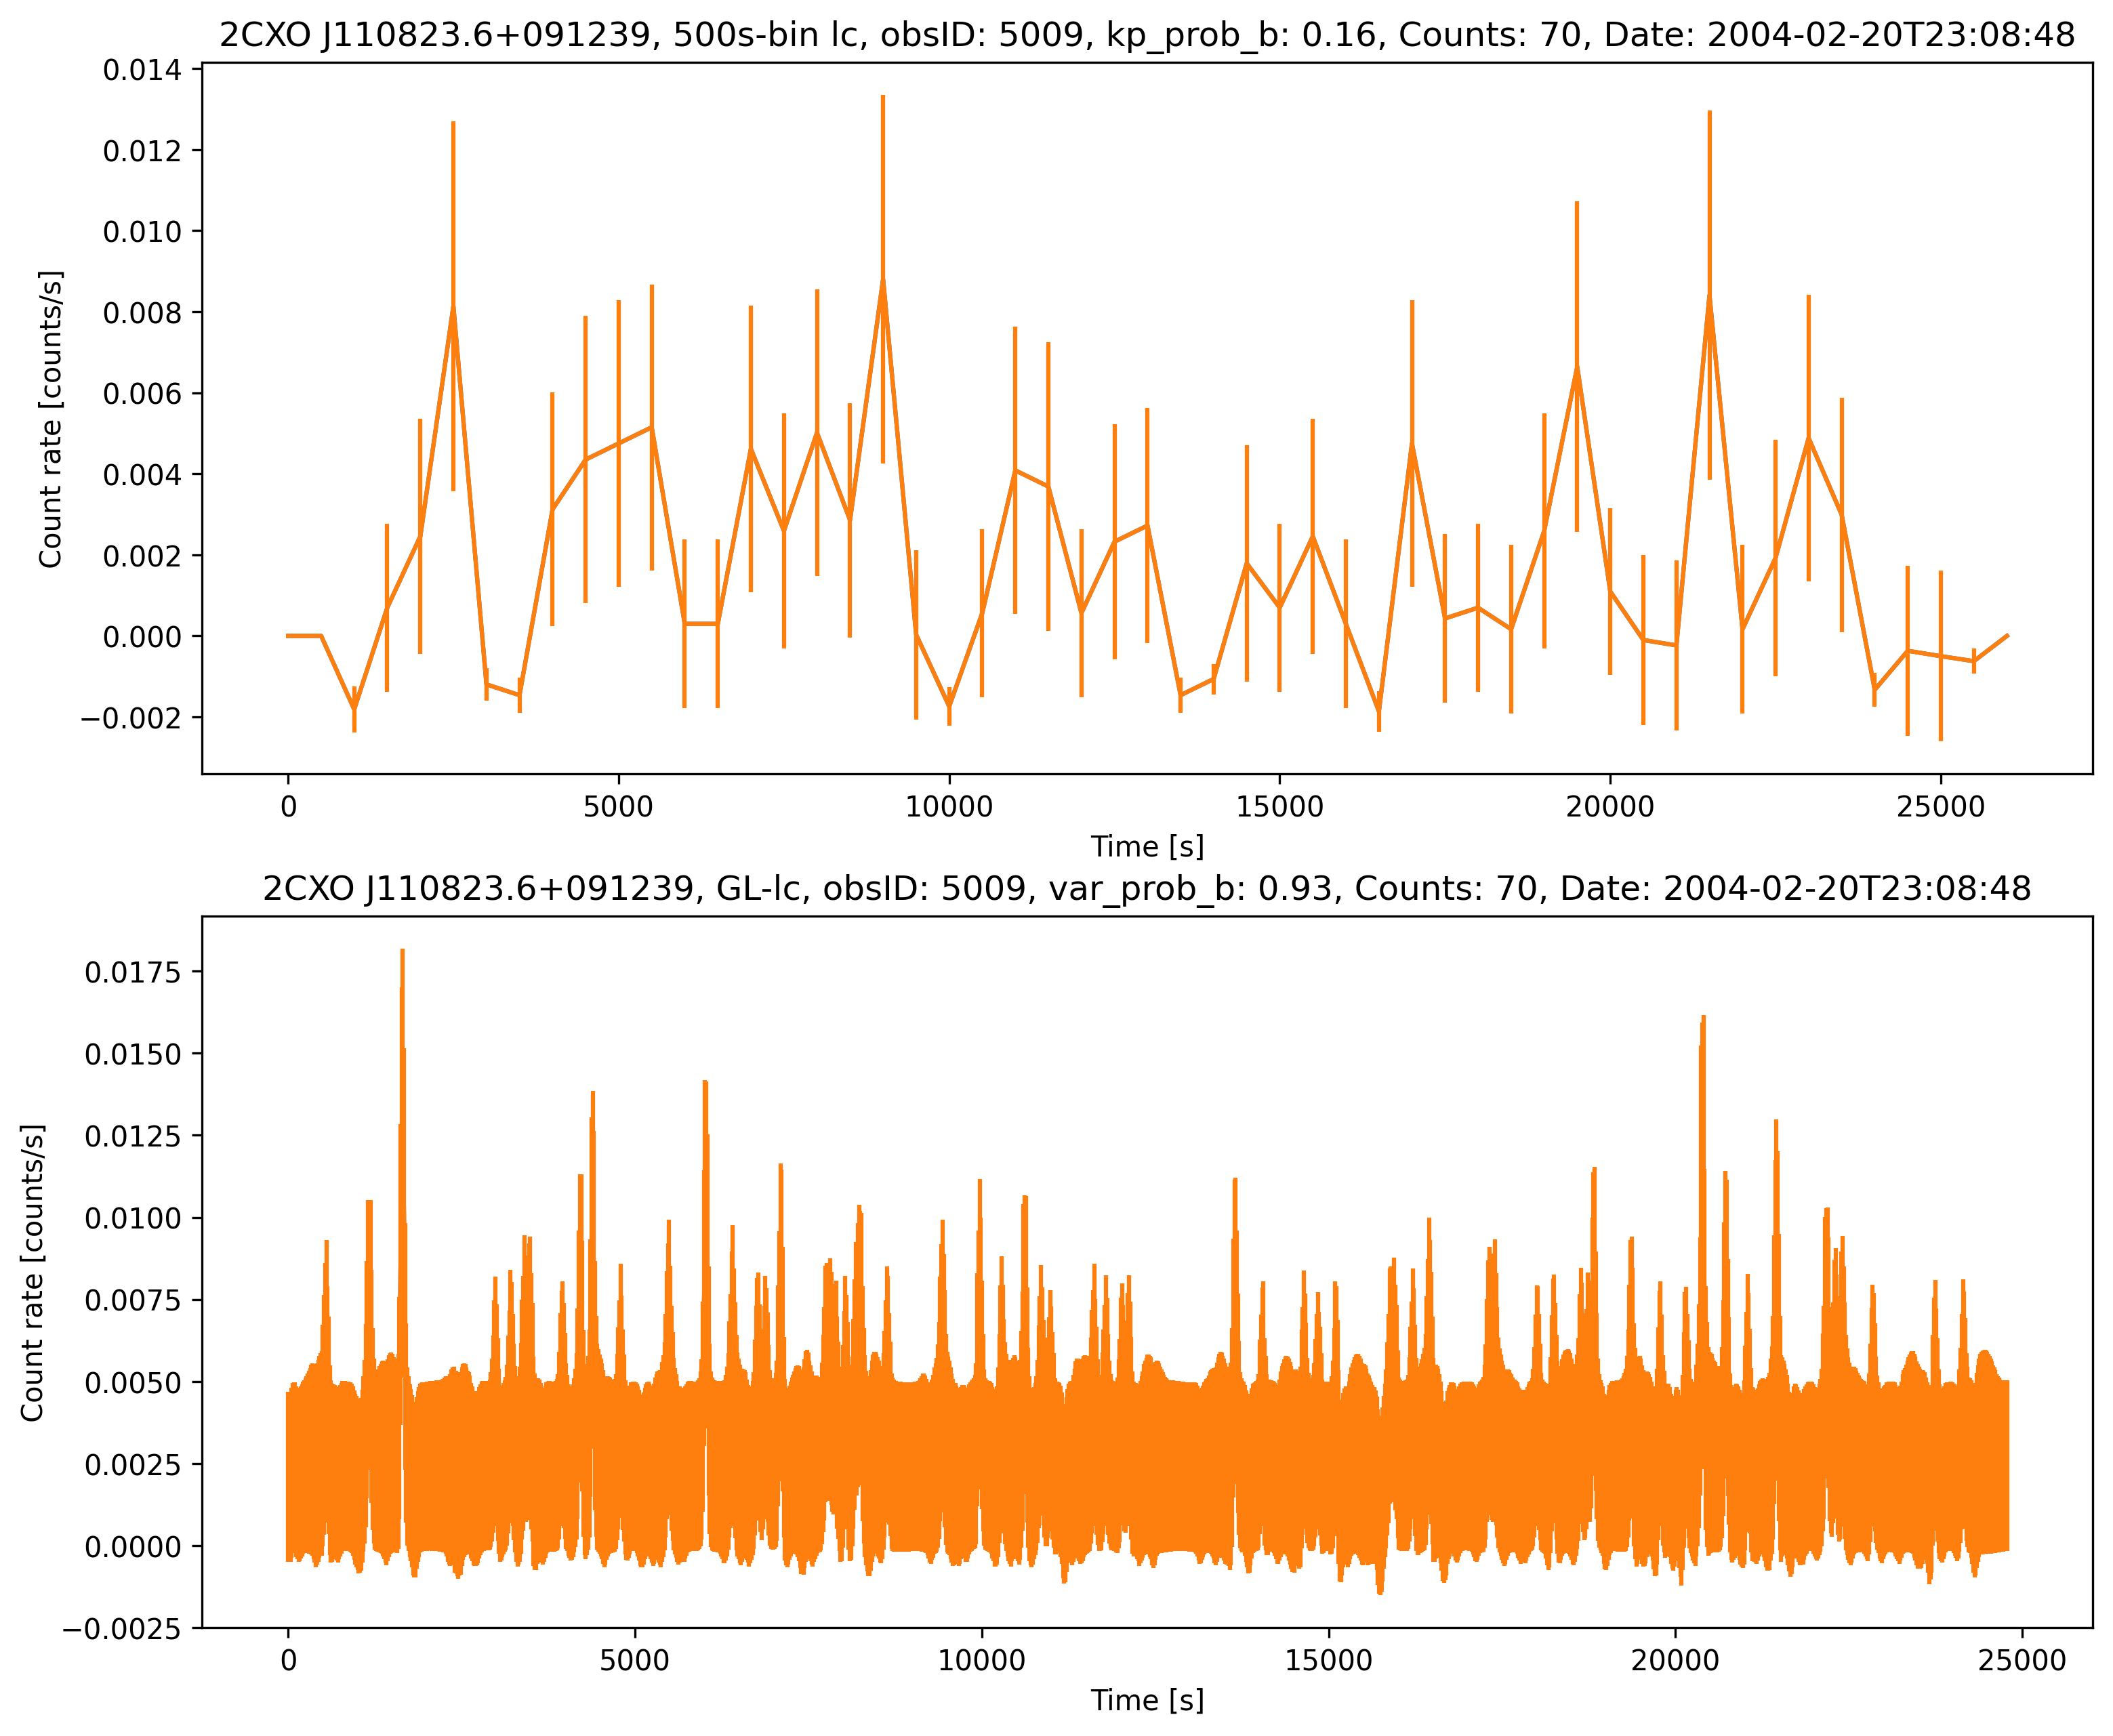 2CXO J110823.6+091239, 500s-bin lc, obsID: 5009, kp_prob_b: 0.16, Counts: 70, Date: 2004-02-20T23:08:48
0.014
0.012
0.010
0.008
0.006
0.004
0.002
0.000
−0.002
Count rate [counts/s]
0 5000 10000 15000 20000 25000
Time [s]
2CXO J110823.6+091239, GL-lc, obsID: 5009, var_prob_b: 0.93, Counts: 70, Date: 2004-02-20T23:08:48
0.0175
0.0150
0.0125
0.0100
0.0075
0.0050
0.0025
0.0000
−0.0025
Count rate [counts/s]
0 5000 10000 15000 20000 25000
Time [s]